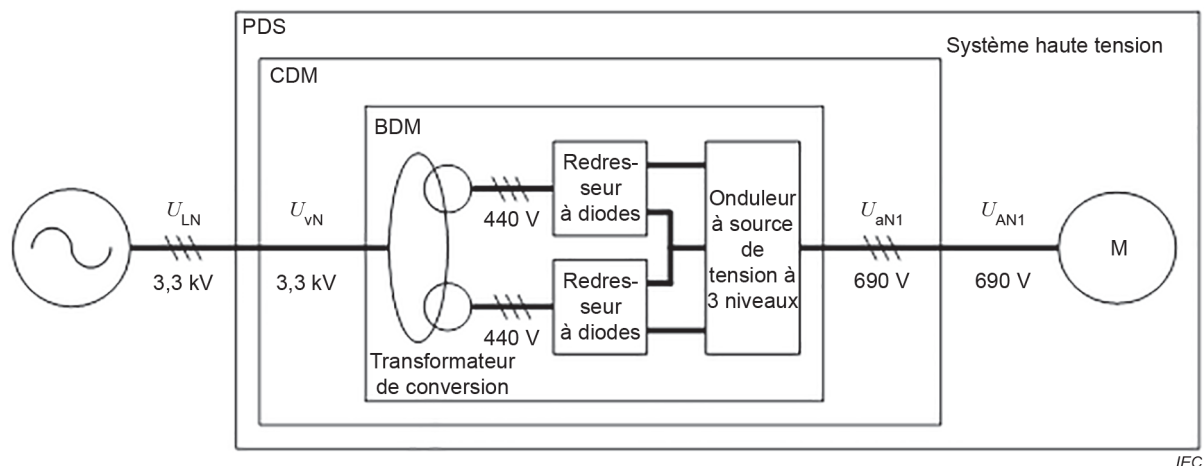 PDS
Système haute tension
CDM
BDM
U_LN
3,3 kV
U_vN
3,3 kV
440 V
440 V
Transformateur
de conversion
Redres-
seur
à diodes
Redres-
seur
à diodes
Onduleur
à source
de
tension à
3 niveaux
U_aN1
690 V
U_AN1
690 V
M
IEC